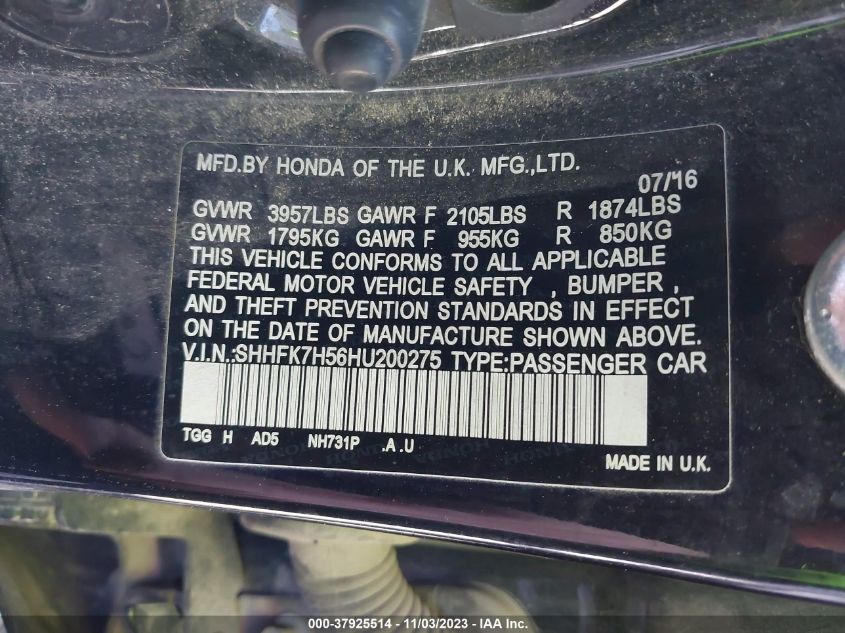 MFD.BY HONDA OF THE U.K. MFG.,LTD.
07/16
GVWR 3957LBS GAWR F 2105LBS R 1874LBS
GVWR 1795KG GAWR F 955KG R 850KG
THIS VEHICLE CONFORMS TO ALL APPLICABLE
FEDERAL MOTOR VEHICLE SAFETY , BUMPER ,
AND THEFT PREVENTION STANDARDS IN EFFECT
ON THE DATE OF MANUFACTURE SHOWN ABOVE.
V.I.N.:SHHFK7H56HU200275 TYPE:PASSENGER CAR
TGG H AD5 NH731P .A.U
MADE IN U.K.
000-37925514 - 11/03/2023 - IAAI.COM